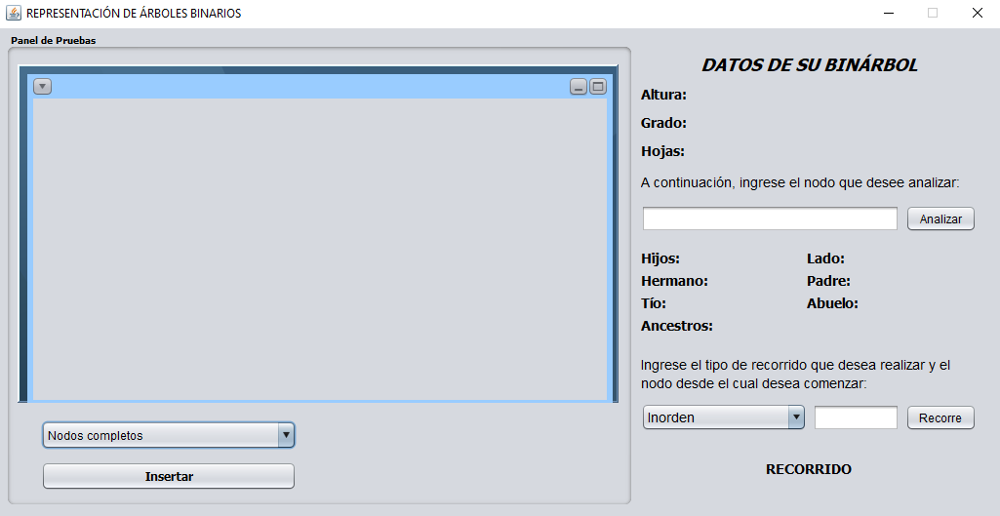 REPRESENTACIÓN DE ÁRBOLES BINARIOS
Panel de Pruebas
Nodos completos
Insertar
DATOS DE SU BINÁRBOL
Altura:
Grado:
Hojas:
A continuación, ingrese el nodo que desee analizar:
Analizar
Hijos: Lado:
Hermano: Padre:
Tío: Abuelo:
Ancestros:
Ingrese el tipo de recorrido que desea realizar y el
nodo desde el cual desea comenzar:
Inorden Recorre
RECORRIDO